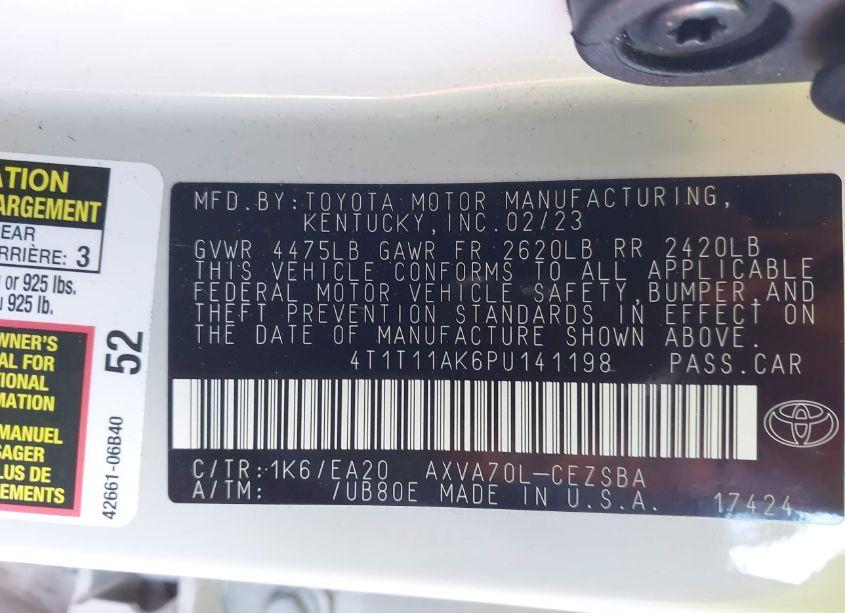 ATION
ARGEMENT
EAR
RRIÈRE: 3
or 925 lbs.
925 lb.
WNER'S
AL FOR
TIONAL
RMATION
MANUEL
SAGER
LUS DE
EMENTS
52
42661-06B40
MFD.BY:TOYOTA MOTOR MANUFACTURING,
KENTUCKY,INC.02/23
GVWR 4475LB GAWR FR 2620LB RR 2420LB
THIS VEHICLE CONFORMS TO ALL APPLICABLE
FEDERAL MOTOR VEHICLE SAFETY,BUMPER,AND
THEFT PREVENTION STANDARDS IN EFFECT ON
THE DATE OF MANUFACTURE SHOWN ABOVE.
4T1T11AK6PU141198 PASS.CAR
C/TR:1K6/EA20 AXVA70L-CEZSBA
A/TM: /UB80E MADE IN U.S.A. 17424